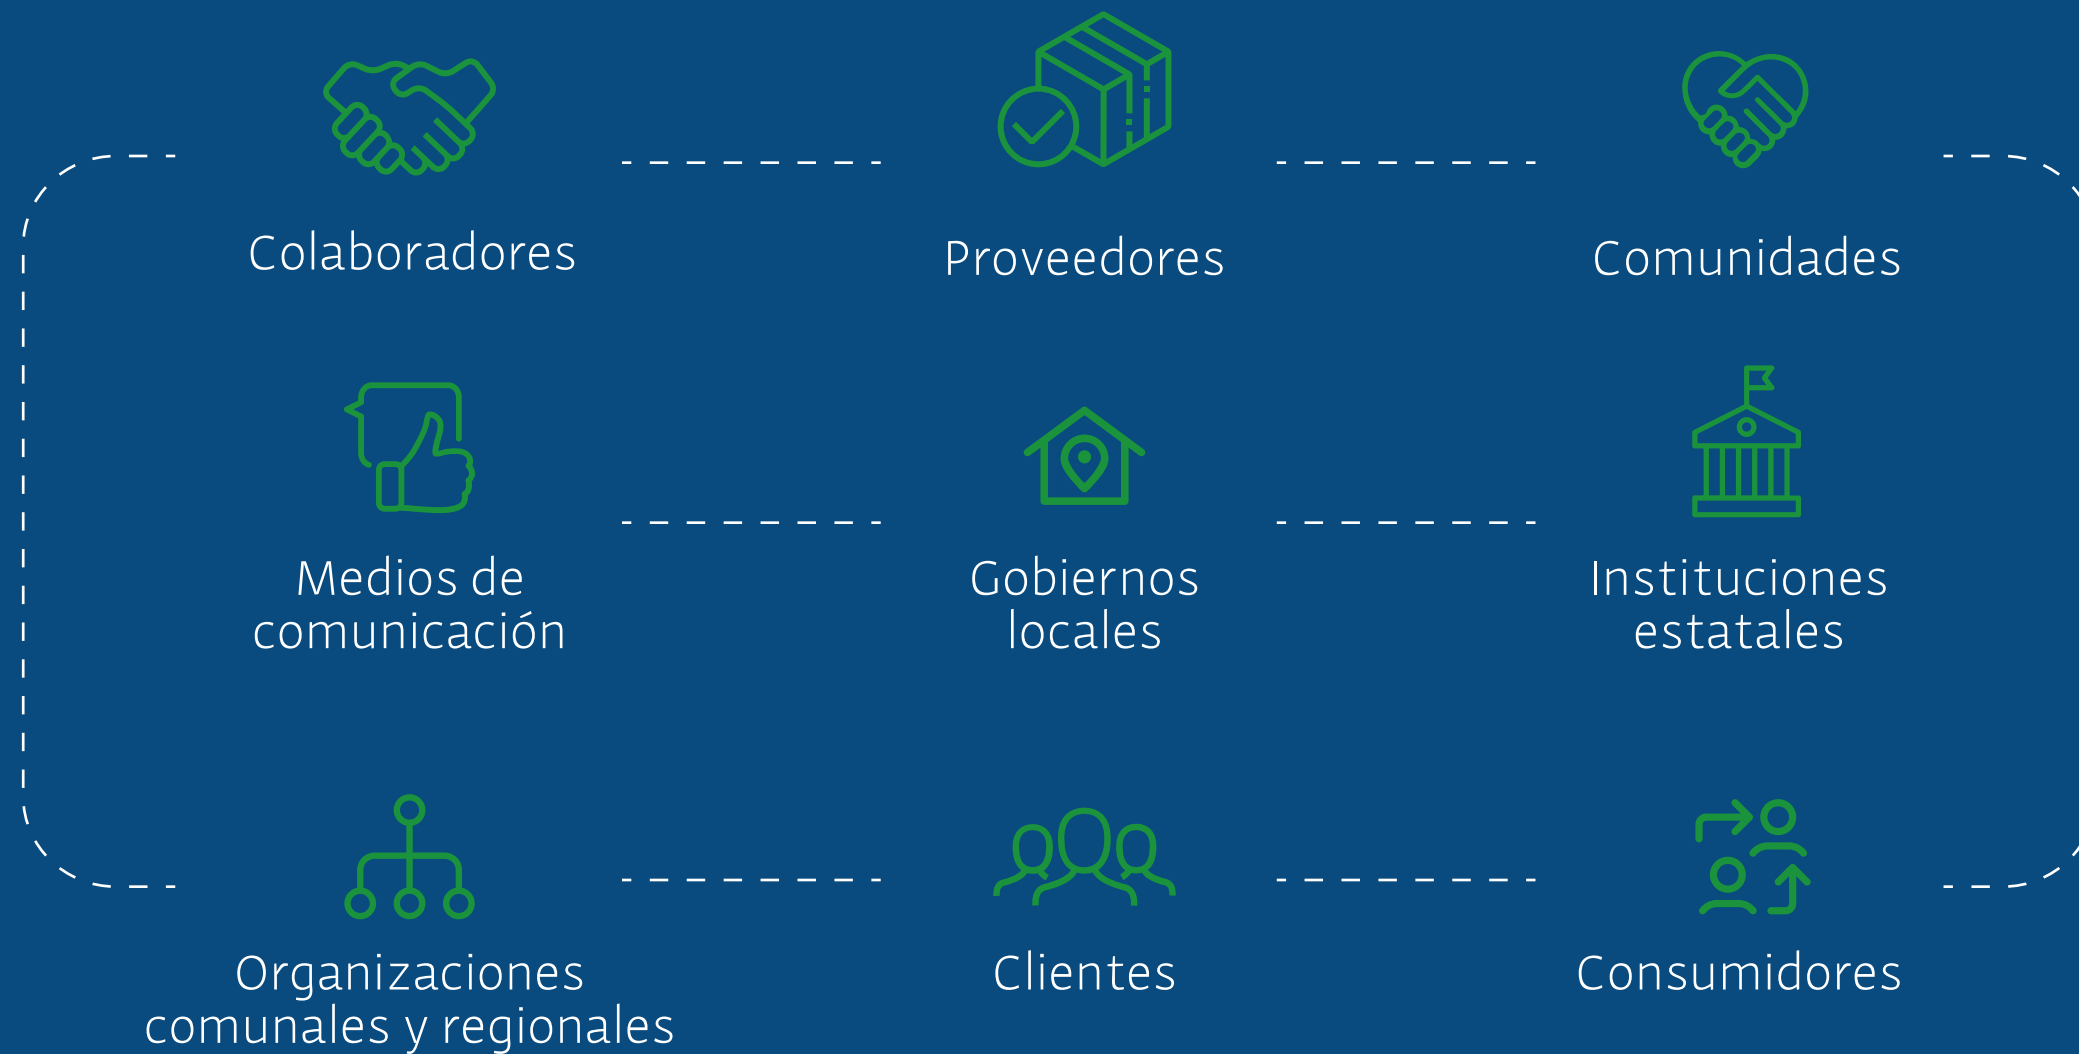 Colaboradores
Proveedores
Comunidades
Medios de
comunicación
Gobiernos
locales
Instituciones
estatales
Organizaciones
comunales y regionales
Clientes
Consumidores